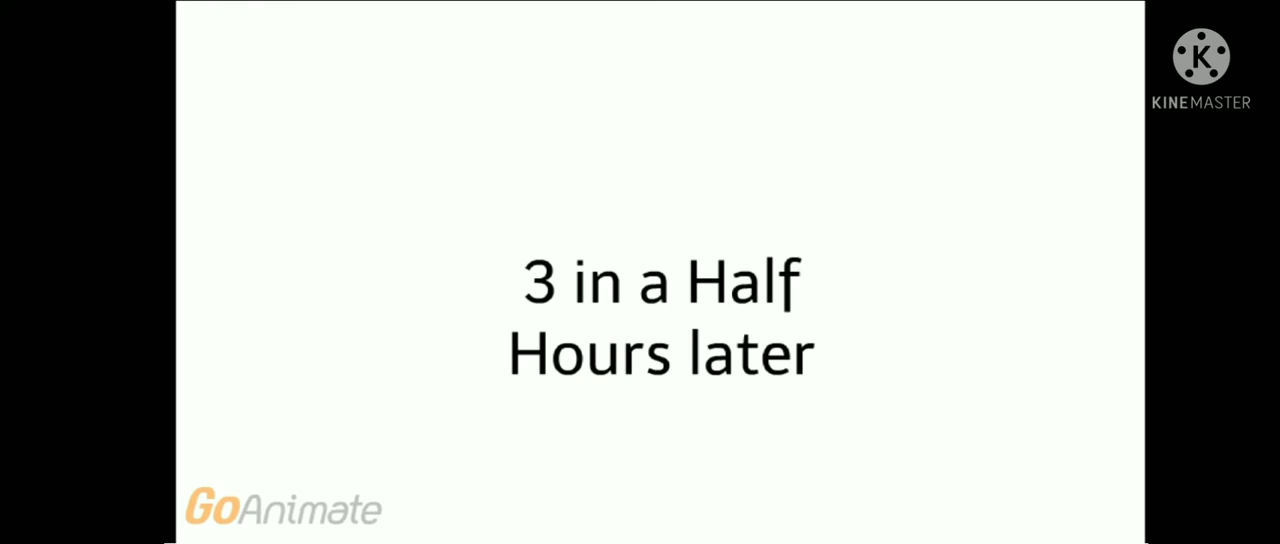 K
KINEMASTER
3 in a Half
Hours later
GoAnimate